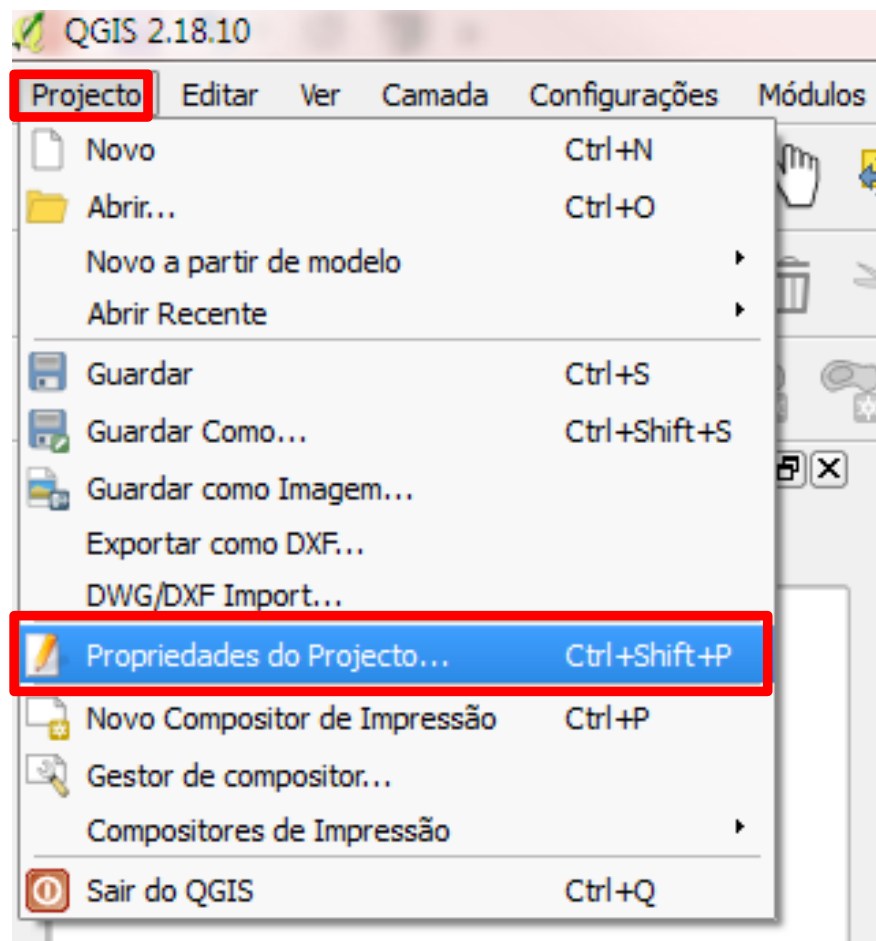 QGIS 2.18.10
Projecto Editar Ver Camada Configurações Módulos
Novo Ctrl+N
Abrir... Ctrl+O
Novo a partir de modelo
Abrir Recente
Guardar Ctrl+S
Guardar Como... Ctrl+Shift+S
Guardar como Imagem...
Exportar como DXF...
DWG/DXF Import...
Propriedades do Projecto... Ctrl+Shift+P
Novo Compositor de Impressão Ctrl+P
Gestor de compositor...
Compositores de Impressão
Sair do QGIS Ctrl+Q